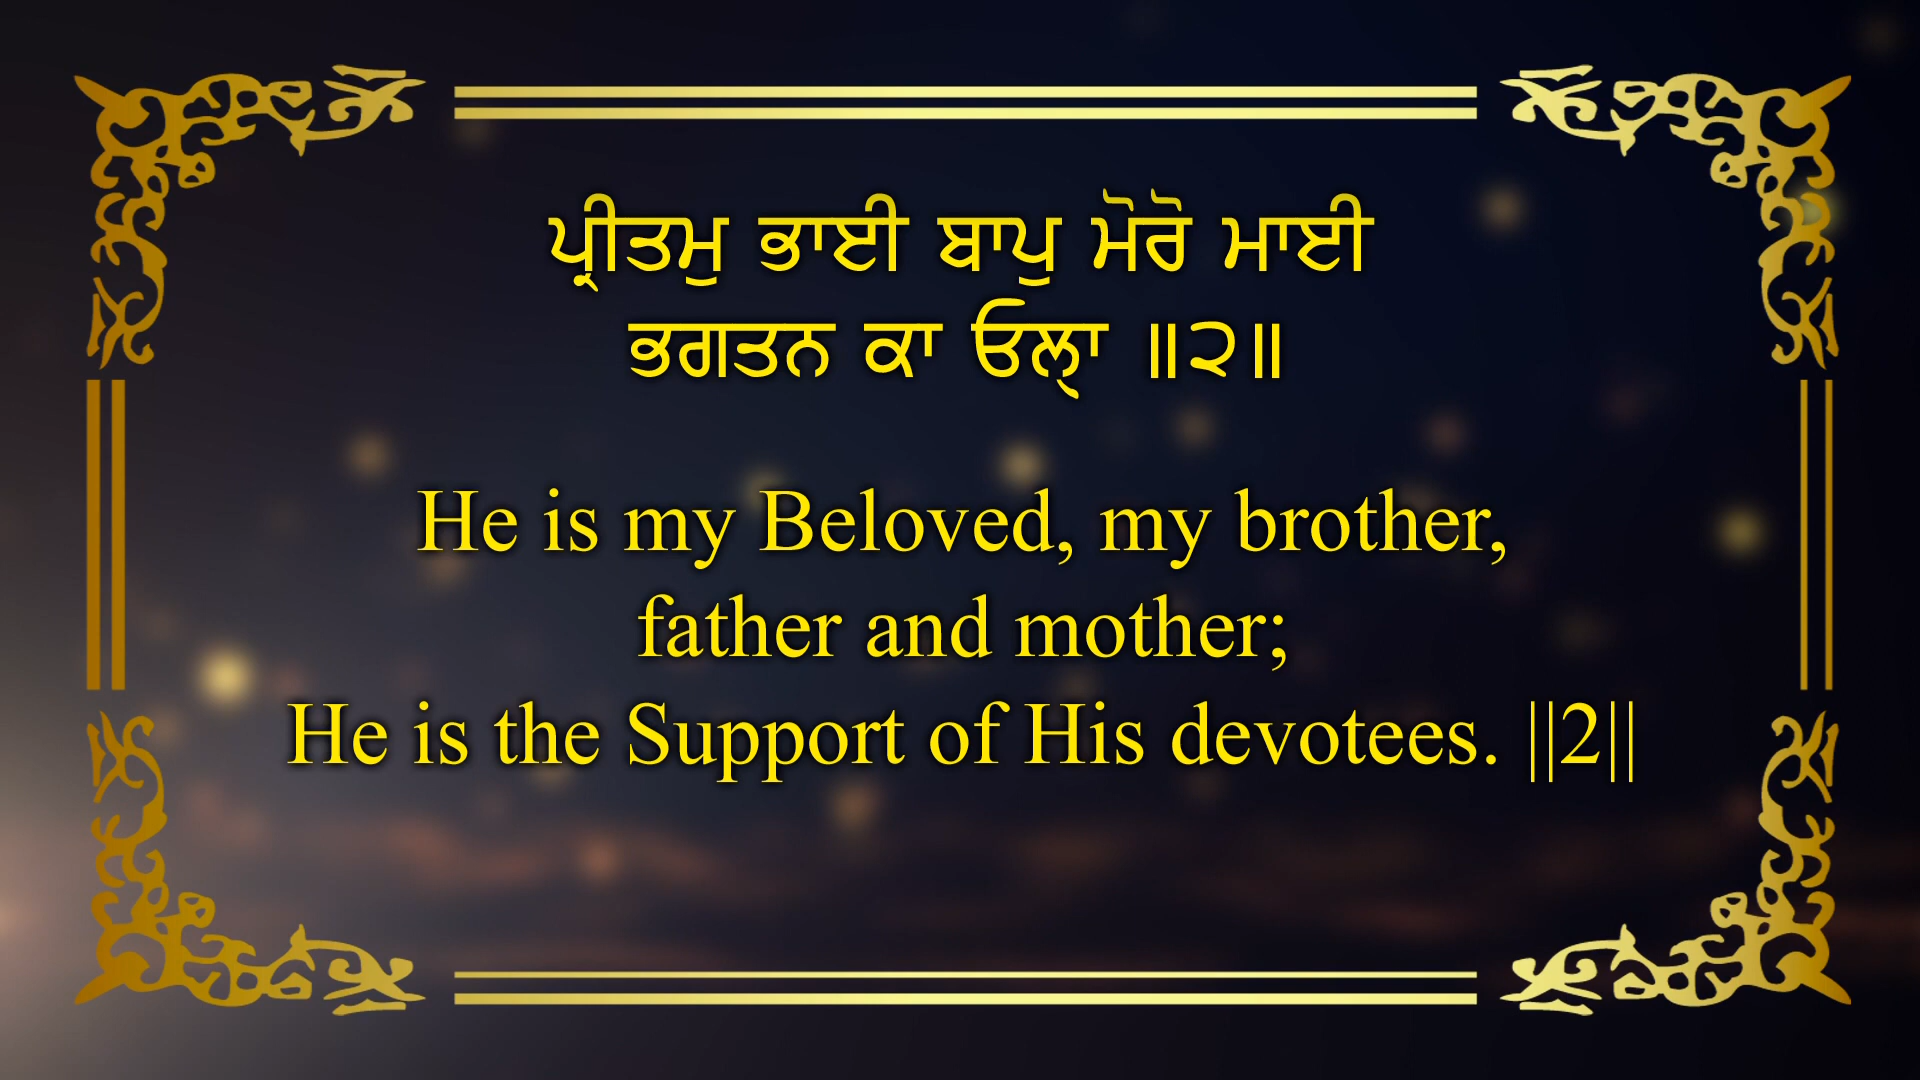 ਪ੍ਰੀਤਮੁ ਭਾਈ ਬਾਪੁ ਮੋਰੋ ਮਾਈ
ਭਗਤਨ ਕਾ ਓਲ੍ਹਾ ॥੨॥
He is my Beloved, my brother,
father and mother;
He is the Support of His devotees. ||2||